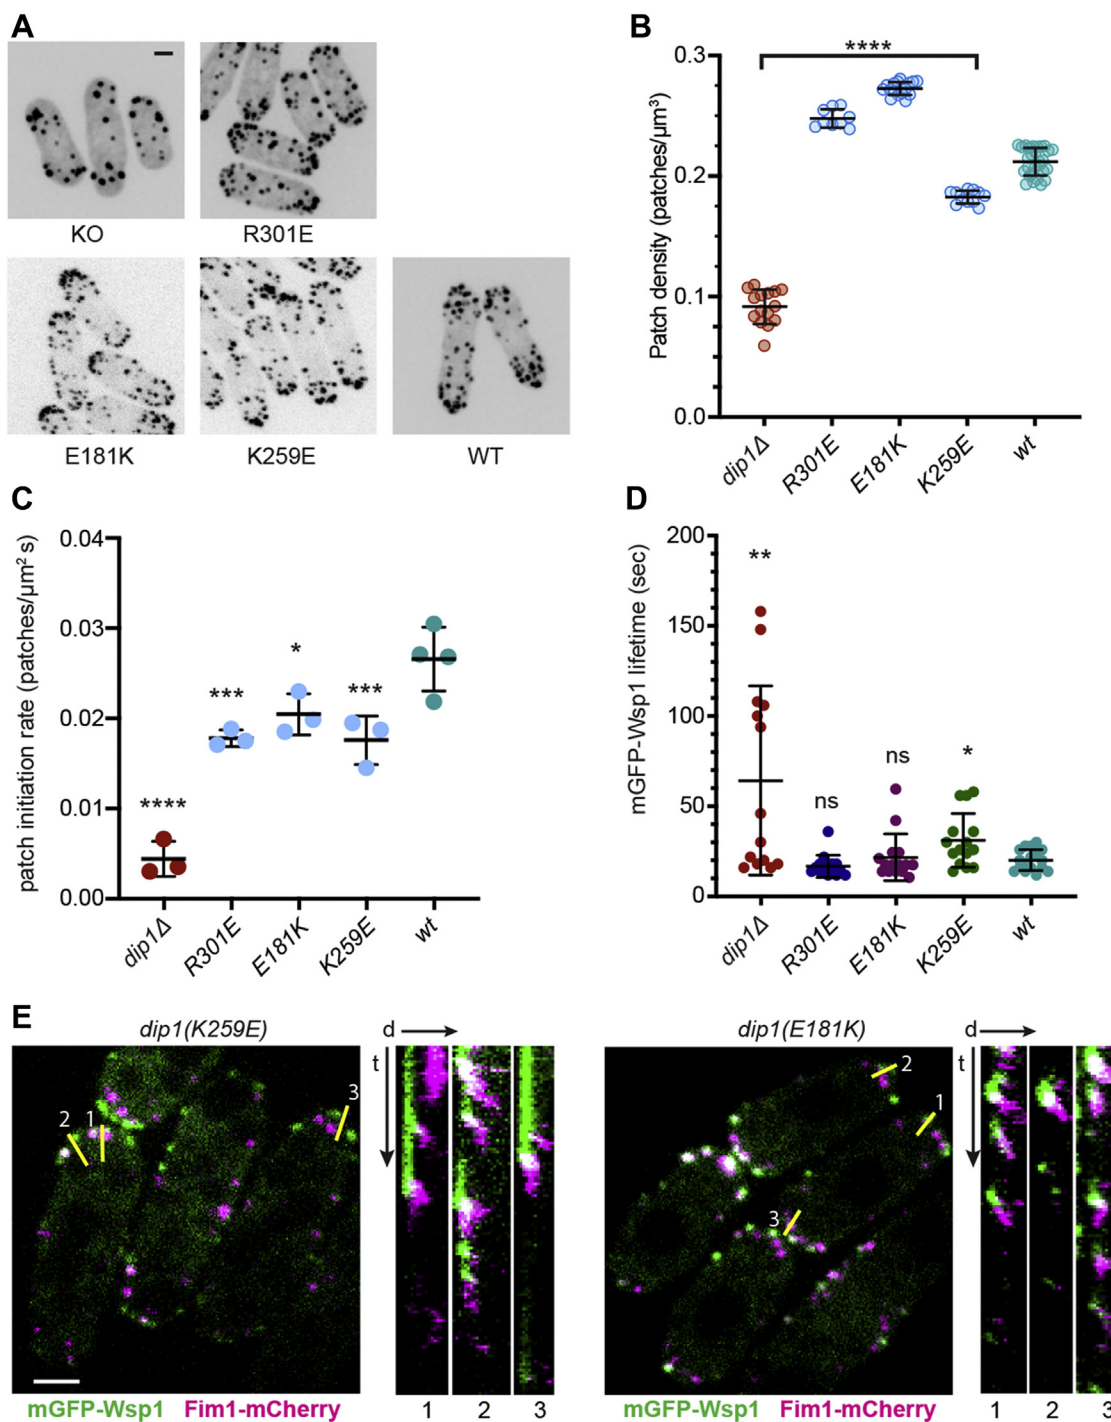 A
KO
R301E
E181K
K259E
WT
B
****
Patch density (patches/µm³)
0.3
0.2
0.1
0.0
dip1Δ
R301E
E181K
K259E
wt
C
patch initiation rate (patches/µm² s)
0.04
0.03
0.02
0.01
0.00
****
***
*
***
dip1Δ
R301E
E181K
K259E
wt
D
mGFP-Wsp1 lifetime (sec)
200
150
100
50
0
**
ns
ns
*
dip1Δ
R301E
E181K
K259E
wt
E
dip1(K259E)
d
t
2
1
3
mGFP-Wsp1 Fim1-mCherry
1 2 3
dip1(E181K)
d
t
2
1
3
mGFP-Wsp1 Fim1-mCherry
1 2 3